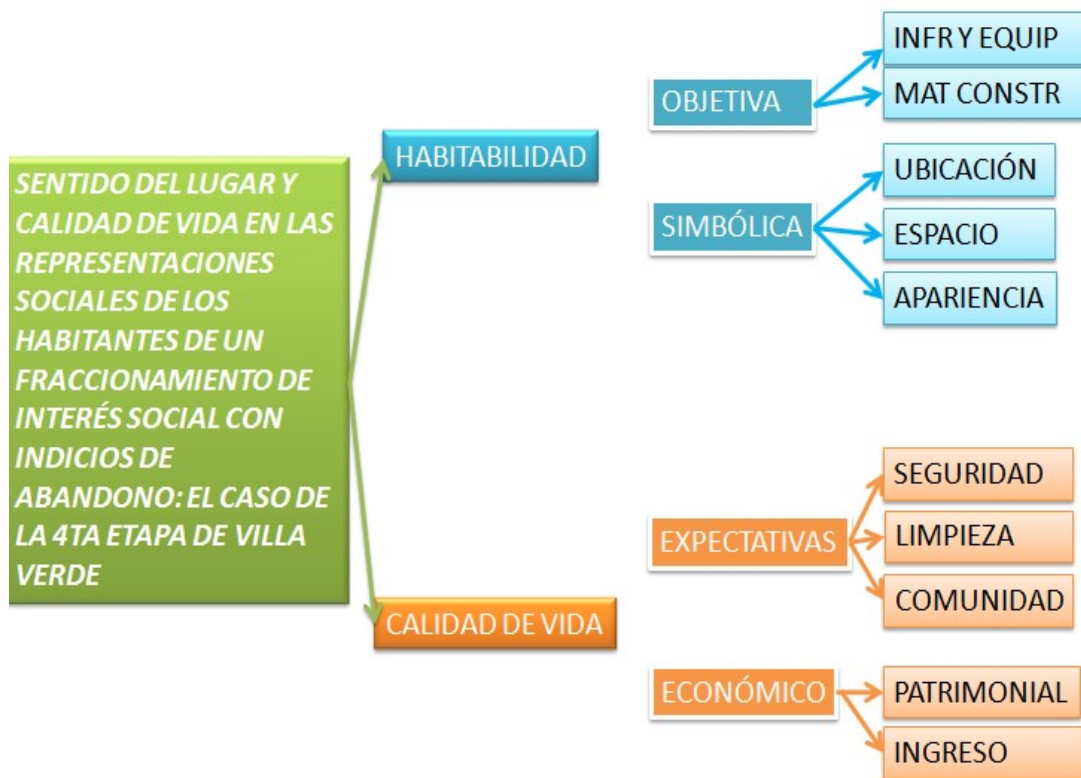 SENTIDO DEL LUGAR Y
CALIDAD DE VIDA EN LAS
REPRESENTACIONES
SOCIALES DE LOS
HABITANTES DE UN
FRACCIONAMIENTO DE
INTERÉS SOCIAL CON
INDICIOS DE
ABANDONO: EL CASO DE
LA 4TA ETAPA DE VILLA
VERDE
HABITABILIDAD
OBJETIVA
INFR Y EQUIP
MAT CONSTR
SIMBÓLICA
UBICACIÓN
ESPACIO
APARIENCIA
CALIDAD DE VIDA
EXPECTATIVAS
SEGURIDAD
LIMPIEZA
COMUNIDAD
ECONÓMICO
PATRIMONIAL
INGRESO